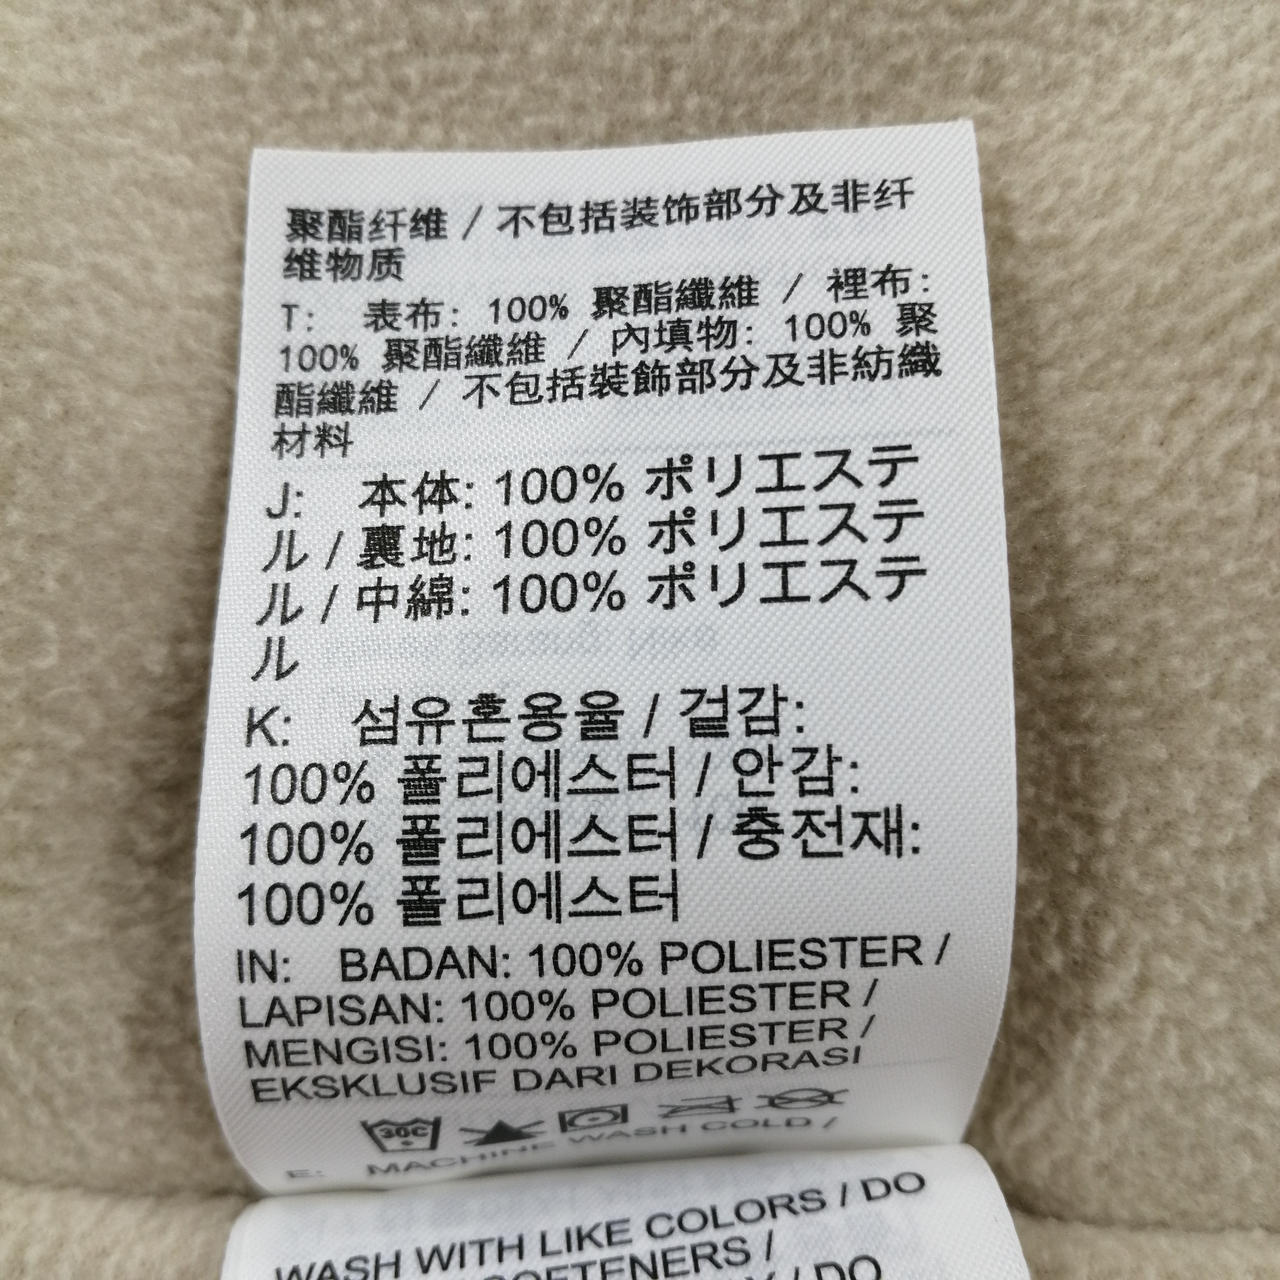 聚酯纤维 / 不包括装饰部分及非纤
维物质
T: 表布: 100% 聚酯纖維 / 裡布:
100% 聚酯纖維 / 內填物: 100% 聚
酯纖維 / 不包括裝飾部分及非紡織
材料
J: 本体: 100% ポリエステ
ル / 裏地: 100% ポリエステ
ル / 中綿: 100% ポリエステ
ル
K: 섬유혼용율 / 겉감:
100% 폴리에스터 / 안감:
100% 폴리에스터 / 충전재:
100% 폴리에스터
IN: BADAN: 100% POLIESTER /
LAPISAN: 100% POLIESTER /
MENGISI: 100% POLIESTER /
EKSKLUSIF DARI DEKORASI
30C
E: MACHINE WASH COLD /
WASH WITH LIKE COLORS / DO
SOFTENERS /
/ DO